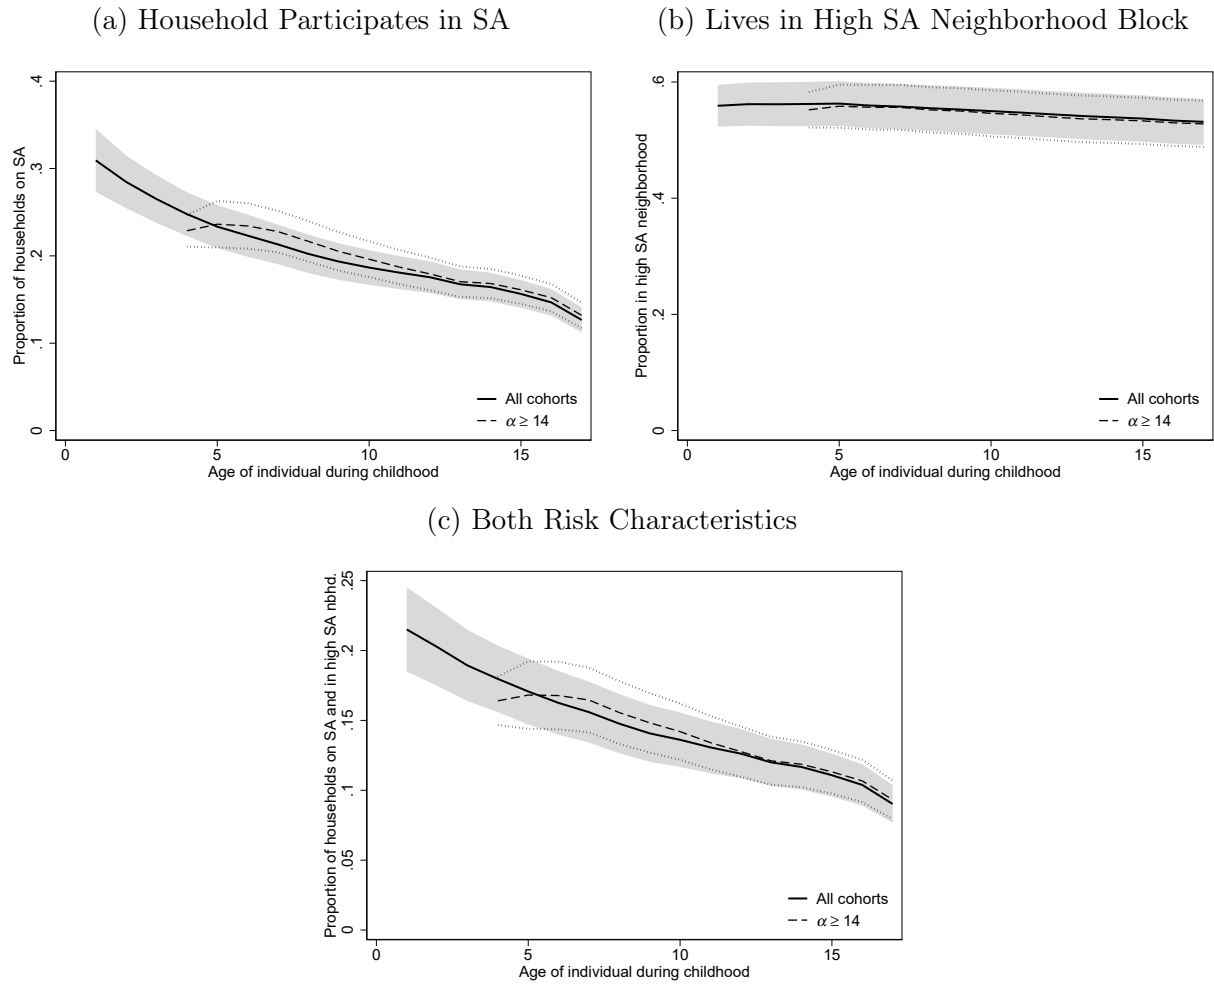 (a) Household Participates in SA
Proportion of households on SA
0 .1 .2 .3 .4
0 5 10 15
Age of individual during childhood
All cohorts
α ≥ 14
(b) Lives in High SA Neighborhood Block
Proportion in high SA neighborhood
0 .2 .4 .6
0 5 10 15
Age of individual during childhood
All cohorts
α ≥ 14
(c) Both Risk Characteristics
Proportion of households on SA and in high SA nbhd.
0 .05 .1 .15 .2 .25
0 5 10 15
Age of individual during childhood
All cohorts
α ≥ 14